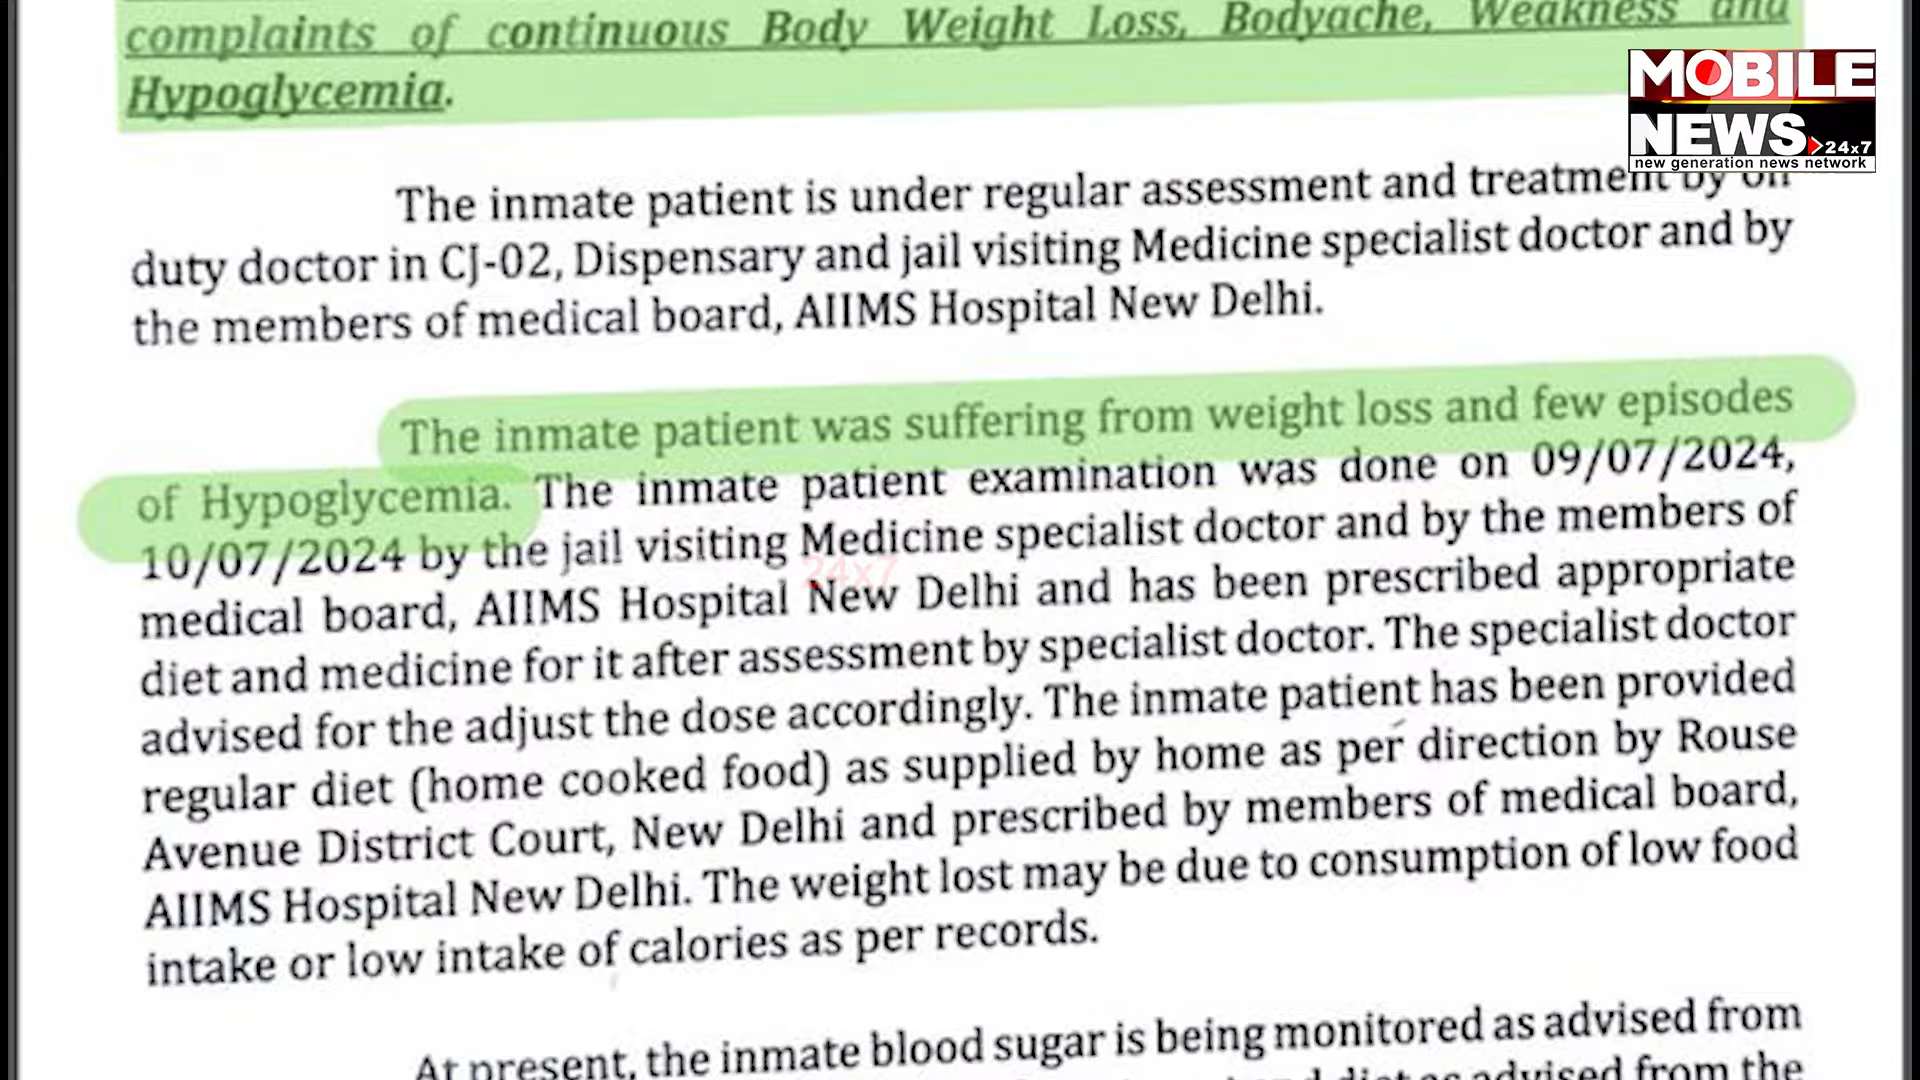 complaints of continuous Body Weight Loss, Bodyache, Weakness and
Hypoglycemia.
MOBILE
NEWS 24x7
new generation news network
The inmate patient is under regular assessment and treatment by on
duty doctor in CJ-02, Dispensary and jail visiting Medicine specialist doctor and by
the members of medical board, AIIMS Hospital New Delhi.
The inmate patient was suffering from weight loss and few episodes
of Hypoglycemia. The inmate patient examination was done on 09/07/2024,
10/07/2024 by the jail visiting Medicine specialist doctor and by the members of
24x7
medical board, AIIMS Hospital New Delhi and has been prescribed appropriate
diet and medicine for it after assessment by specialist doctor. The specialist doctor
advised for the adjust the dose accordingly. The inmate patient has been provided
regular diet (home cooked food) as supplied by home as per direction by Rouse
Avenue District Court, New Delhi and prescribed by members of medical board,
AIIMS Hospital New Delhi. The weight lost may be due to consumption of low food
intake or low intake of calories as per records.
At present, the inmate blood sugar is being monitored as advised from
and diet as advised from the